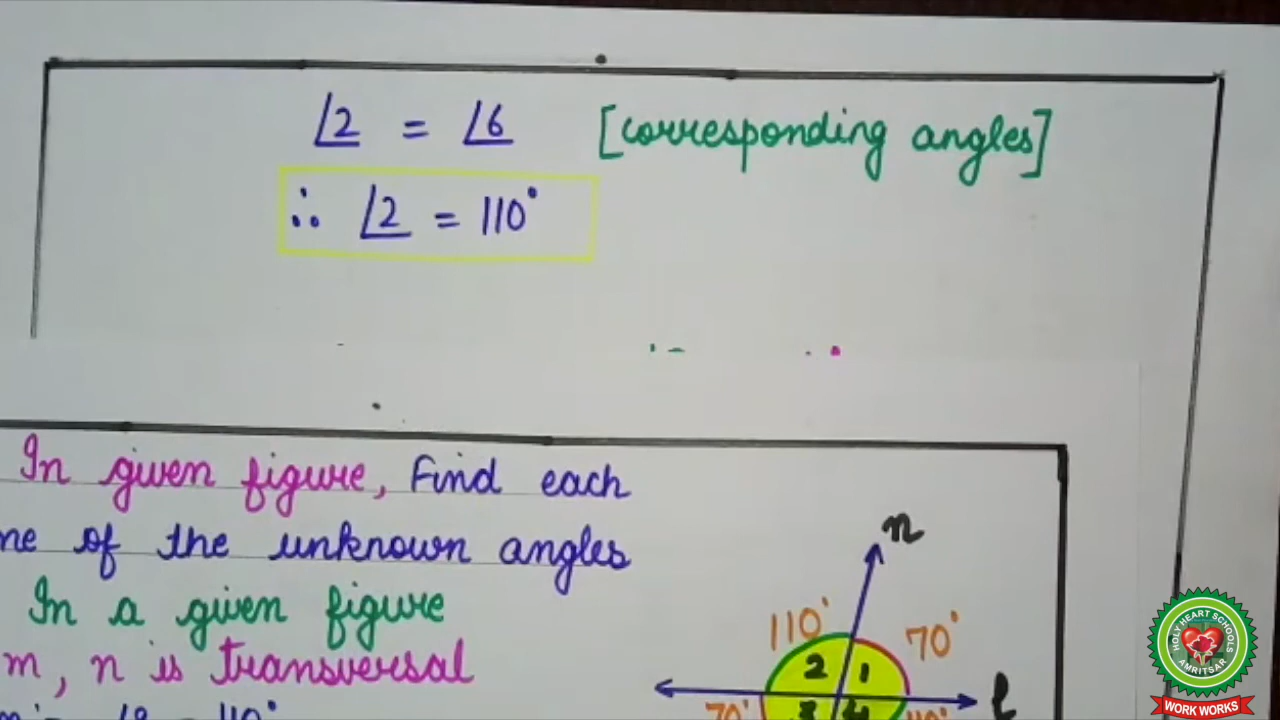 ∠2 = ∠6 [corresponding angles]
∴ ∠2 = 110°
In given figure, Find each
of the unknown angles
In a given figure
m, n is transversal
n
110°
70°
2 1
l
70°
HOLY HEART SCHOOLS
AMRITSAR
WORK WORKS